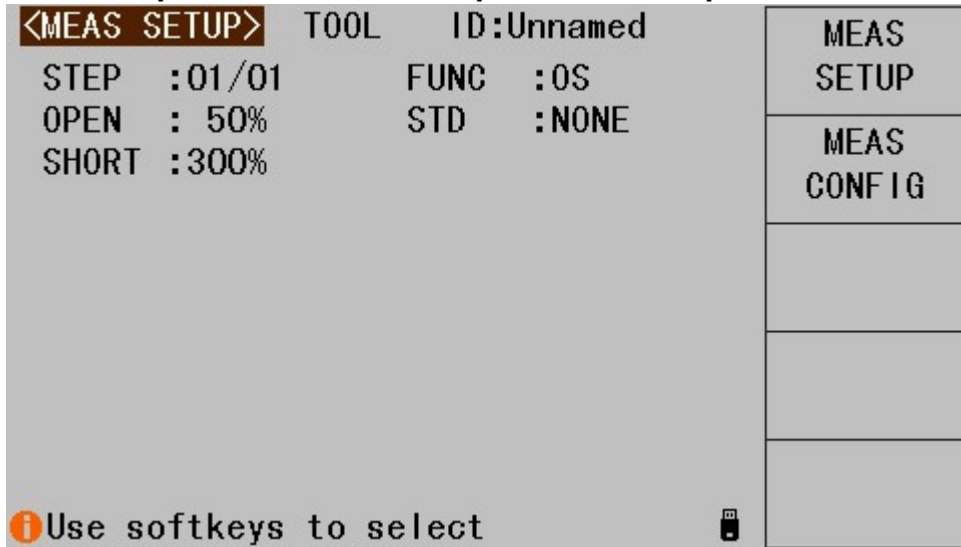 <MEAS SETUP> TOOL ID:Unnamed
STEP :01/01 FUNC :OS
OPEN : 50% STD :NONE
SHORT :300%
MEAS
SETUP
MEAS
CONFIG
Use softkeys to select